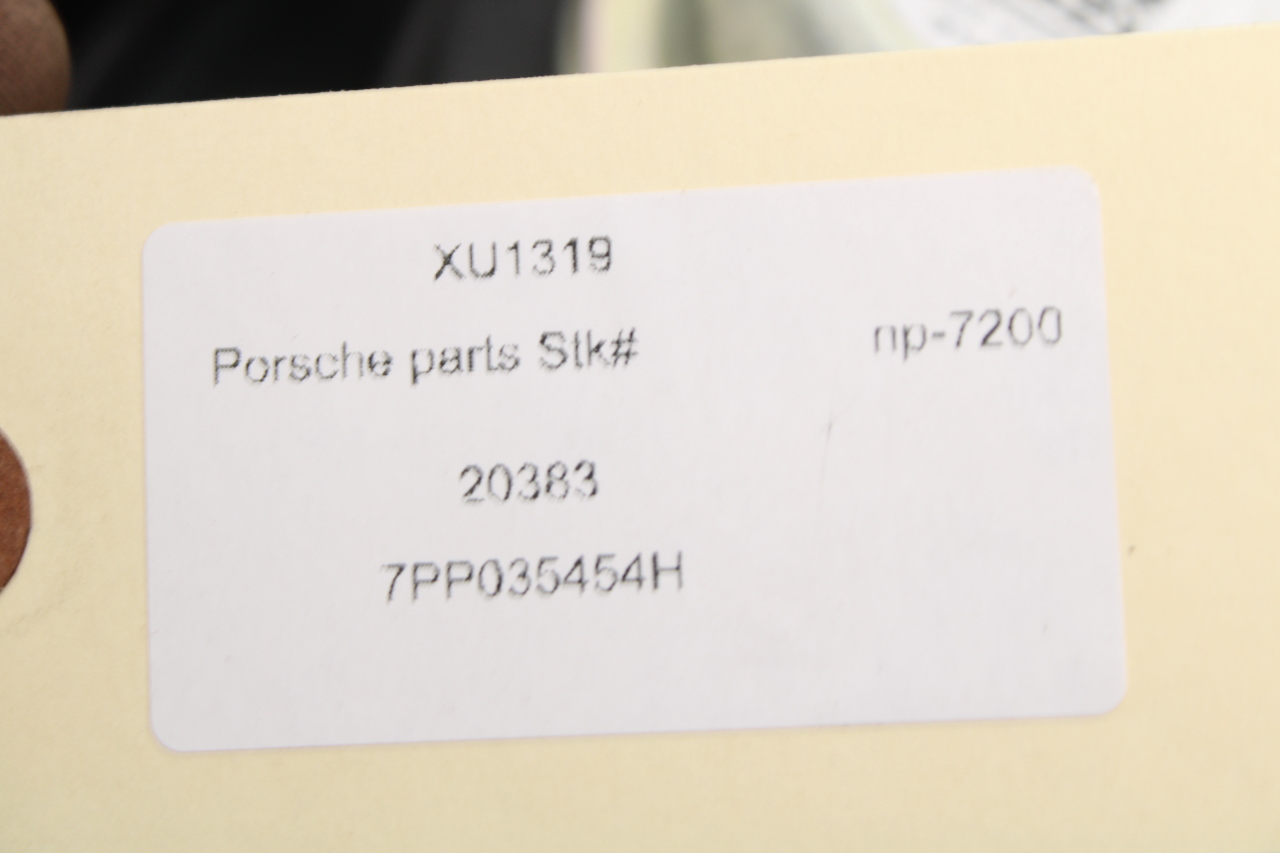 XU1319
Porsche parts Stk# np-7200
20383
7PP035454H